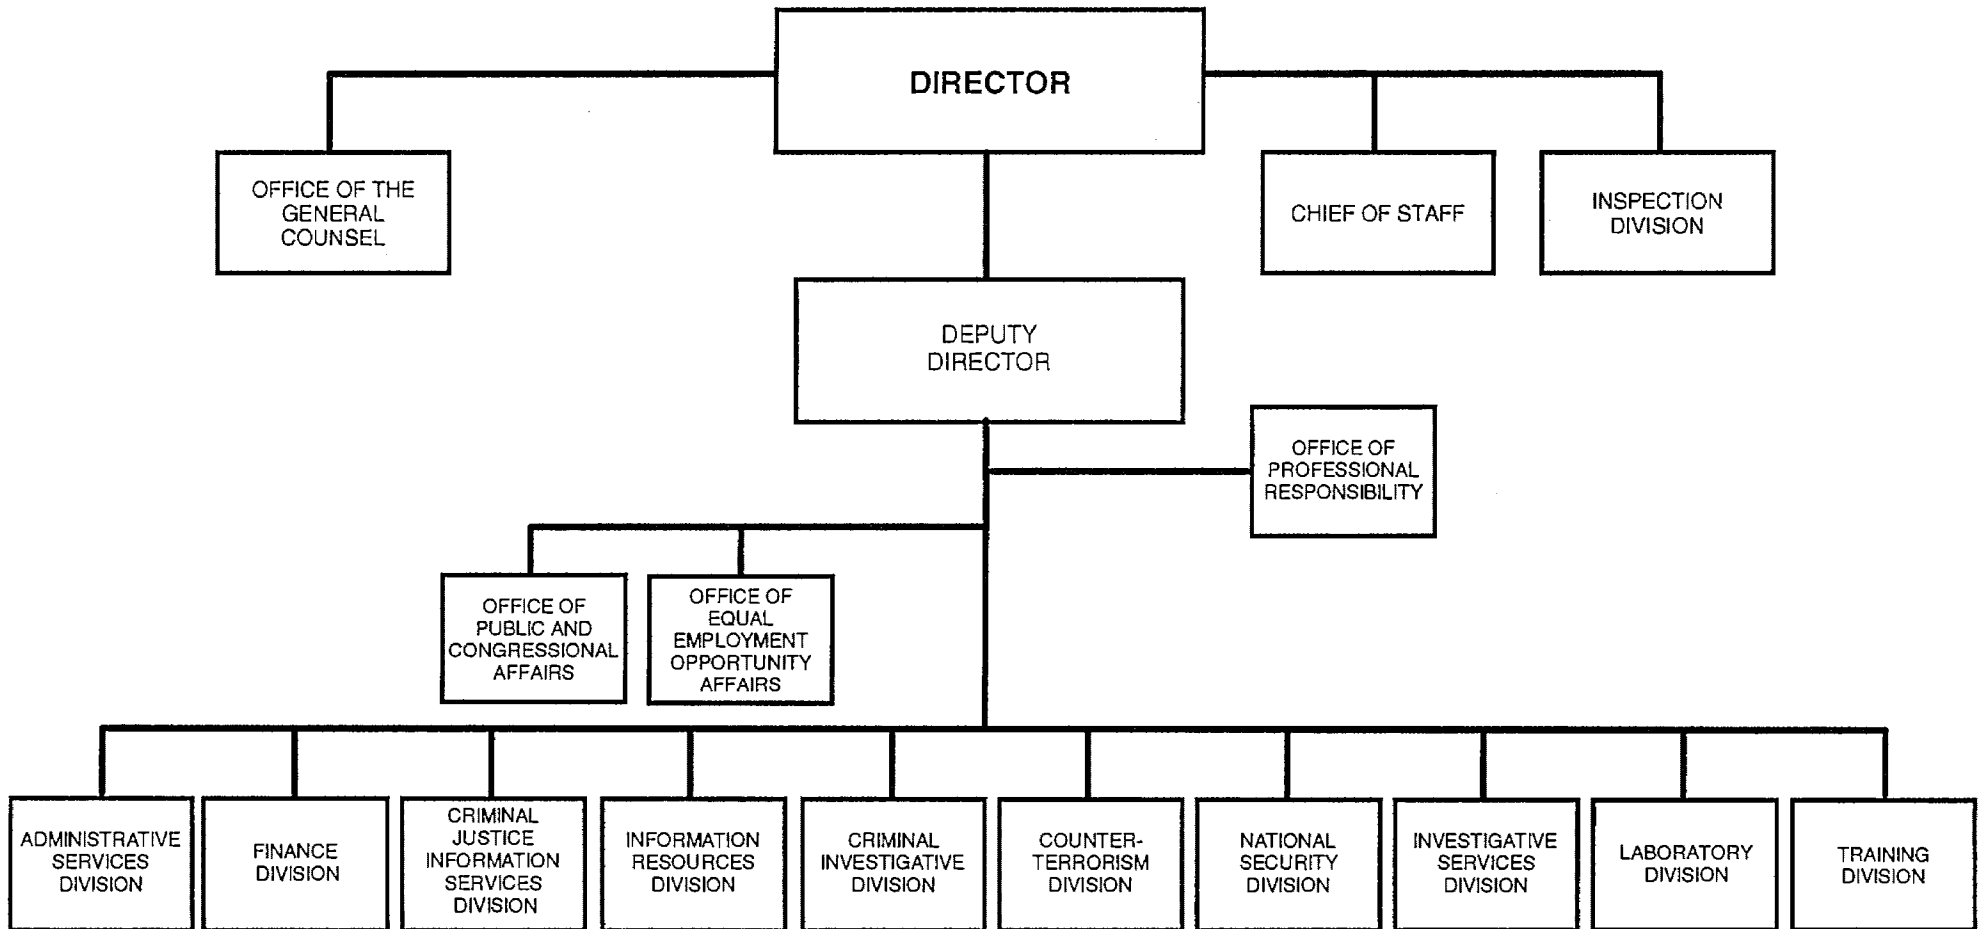 DIRECTOR
OFFICE OF THE
GENERAL
COUNSEL
CHIEF OF STAFF
INSPECTION
DIVISION
DEPUTY
DIRECTOR
OFFICE OF
PROFESSIONAL
RESPONSIBILITY
OFFICE OF
PUBLIC AND
CONGRESSIONAL
AFFAIRS
OFFICE OF
EQUAL
EMPLOYMENT
OPPORTUNITY
AFFAIRS
ADMINISTRATIVE
SERVICES
DIVISION
FINANCE
DIVISION
CRIMINAL
JUSTICE
INFORMATION
SERVICES
DIVISION
INFORMATION
RESOURCES
DIVISION
CRIMINAL
INVESTIGATIVE
DIVISION
COUNTER-
TERRORISM
DIVISION
NATIONAL
SECURITY
DIVISION
INVESTIGATIVE
SERVICES
DIVISION
LABORATORY
DIVISION
TRAINING
DIVISION